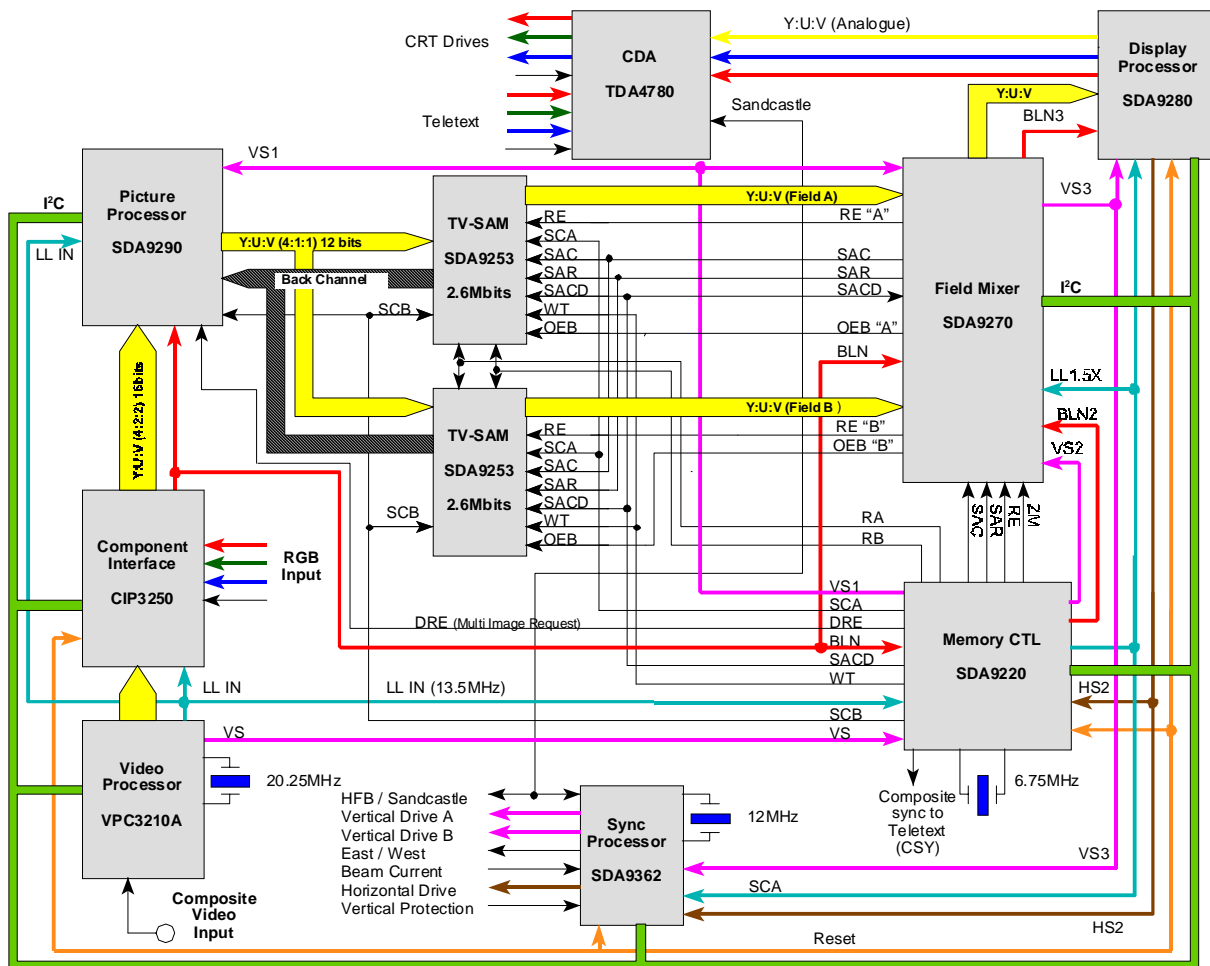 CRT Drives
Teletext
CDA
TDA4780
Y:U:V (Analogue)
Display
Processor
SDA9280
Sandcastle
Y:U:V
BLN3
VS1
VS3
Picture
Processor
SDA9290
I²C
LL IN
Y:U:V (4:1:1) 12 bits
Back Channel
SCB
TV-SAM
SDA9253
2.6Mbits
RE
SCA
SAC
SAR
SACD
WT
OEB
Y:U:V (Field A)
RE "A"
SAC
SAR
SACD
OEB "A"
BLN
Field Mixer
SDA9270
I²C
LL1.5X
BLN2
VS2
Y:U:V (4:2:2) 16bits
TV-SAM
SDA9253
2.6Mbits
SCB
RE
SCA
SAC
SAR
SACD
WT
OEB
Y:U:V (Field B )
RE "B"
OEB "B"
SAC
SAR
RE
ZM
RA
RB
Component
Interface
CIP3250
RGB
Input
VS1
SCA
DRE (Multi Image Request)
DRE
BLN
SACD
WT
SCB
VS
Memory CTL
SDA9220
LL IN
LL IN (13.5MHz)
VS
HS2
Video
Processor
VPC3210A
20.25MHz
6.75MHz
Composite
sync to
Teletext
(CSY)
HFB / Sandcastle
Vertical Drive A
Vertical Drive B
East / West
Beam Current
Horizontal Drive
Vertical Protection
Sync
Processor
SDA9362
12MHz
VS3
SCA
HS2
Composite
Video
Input
Reset